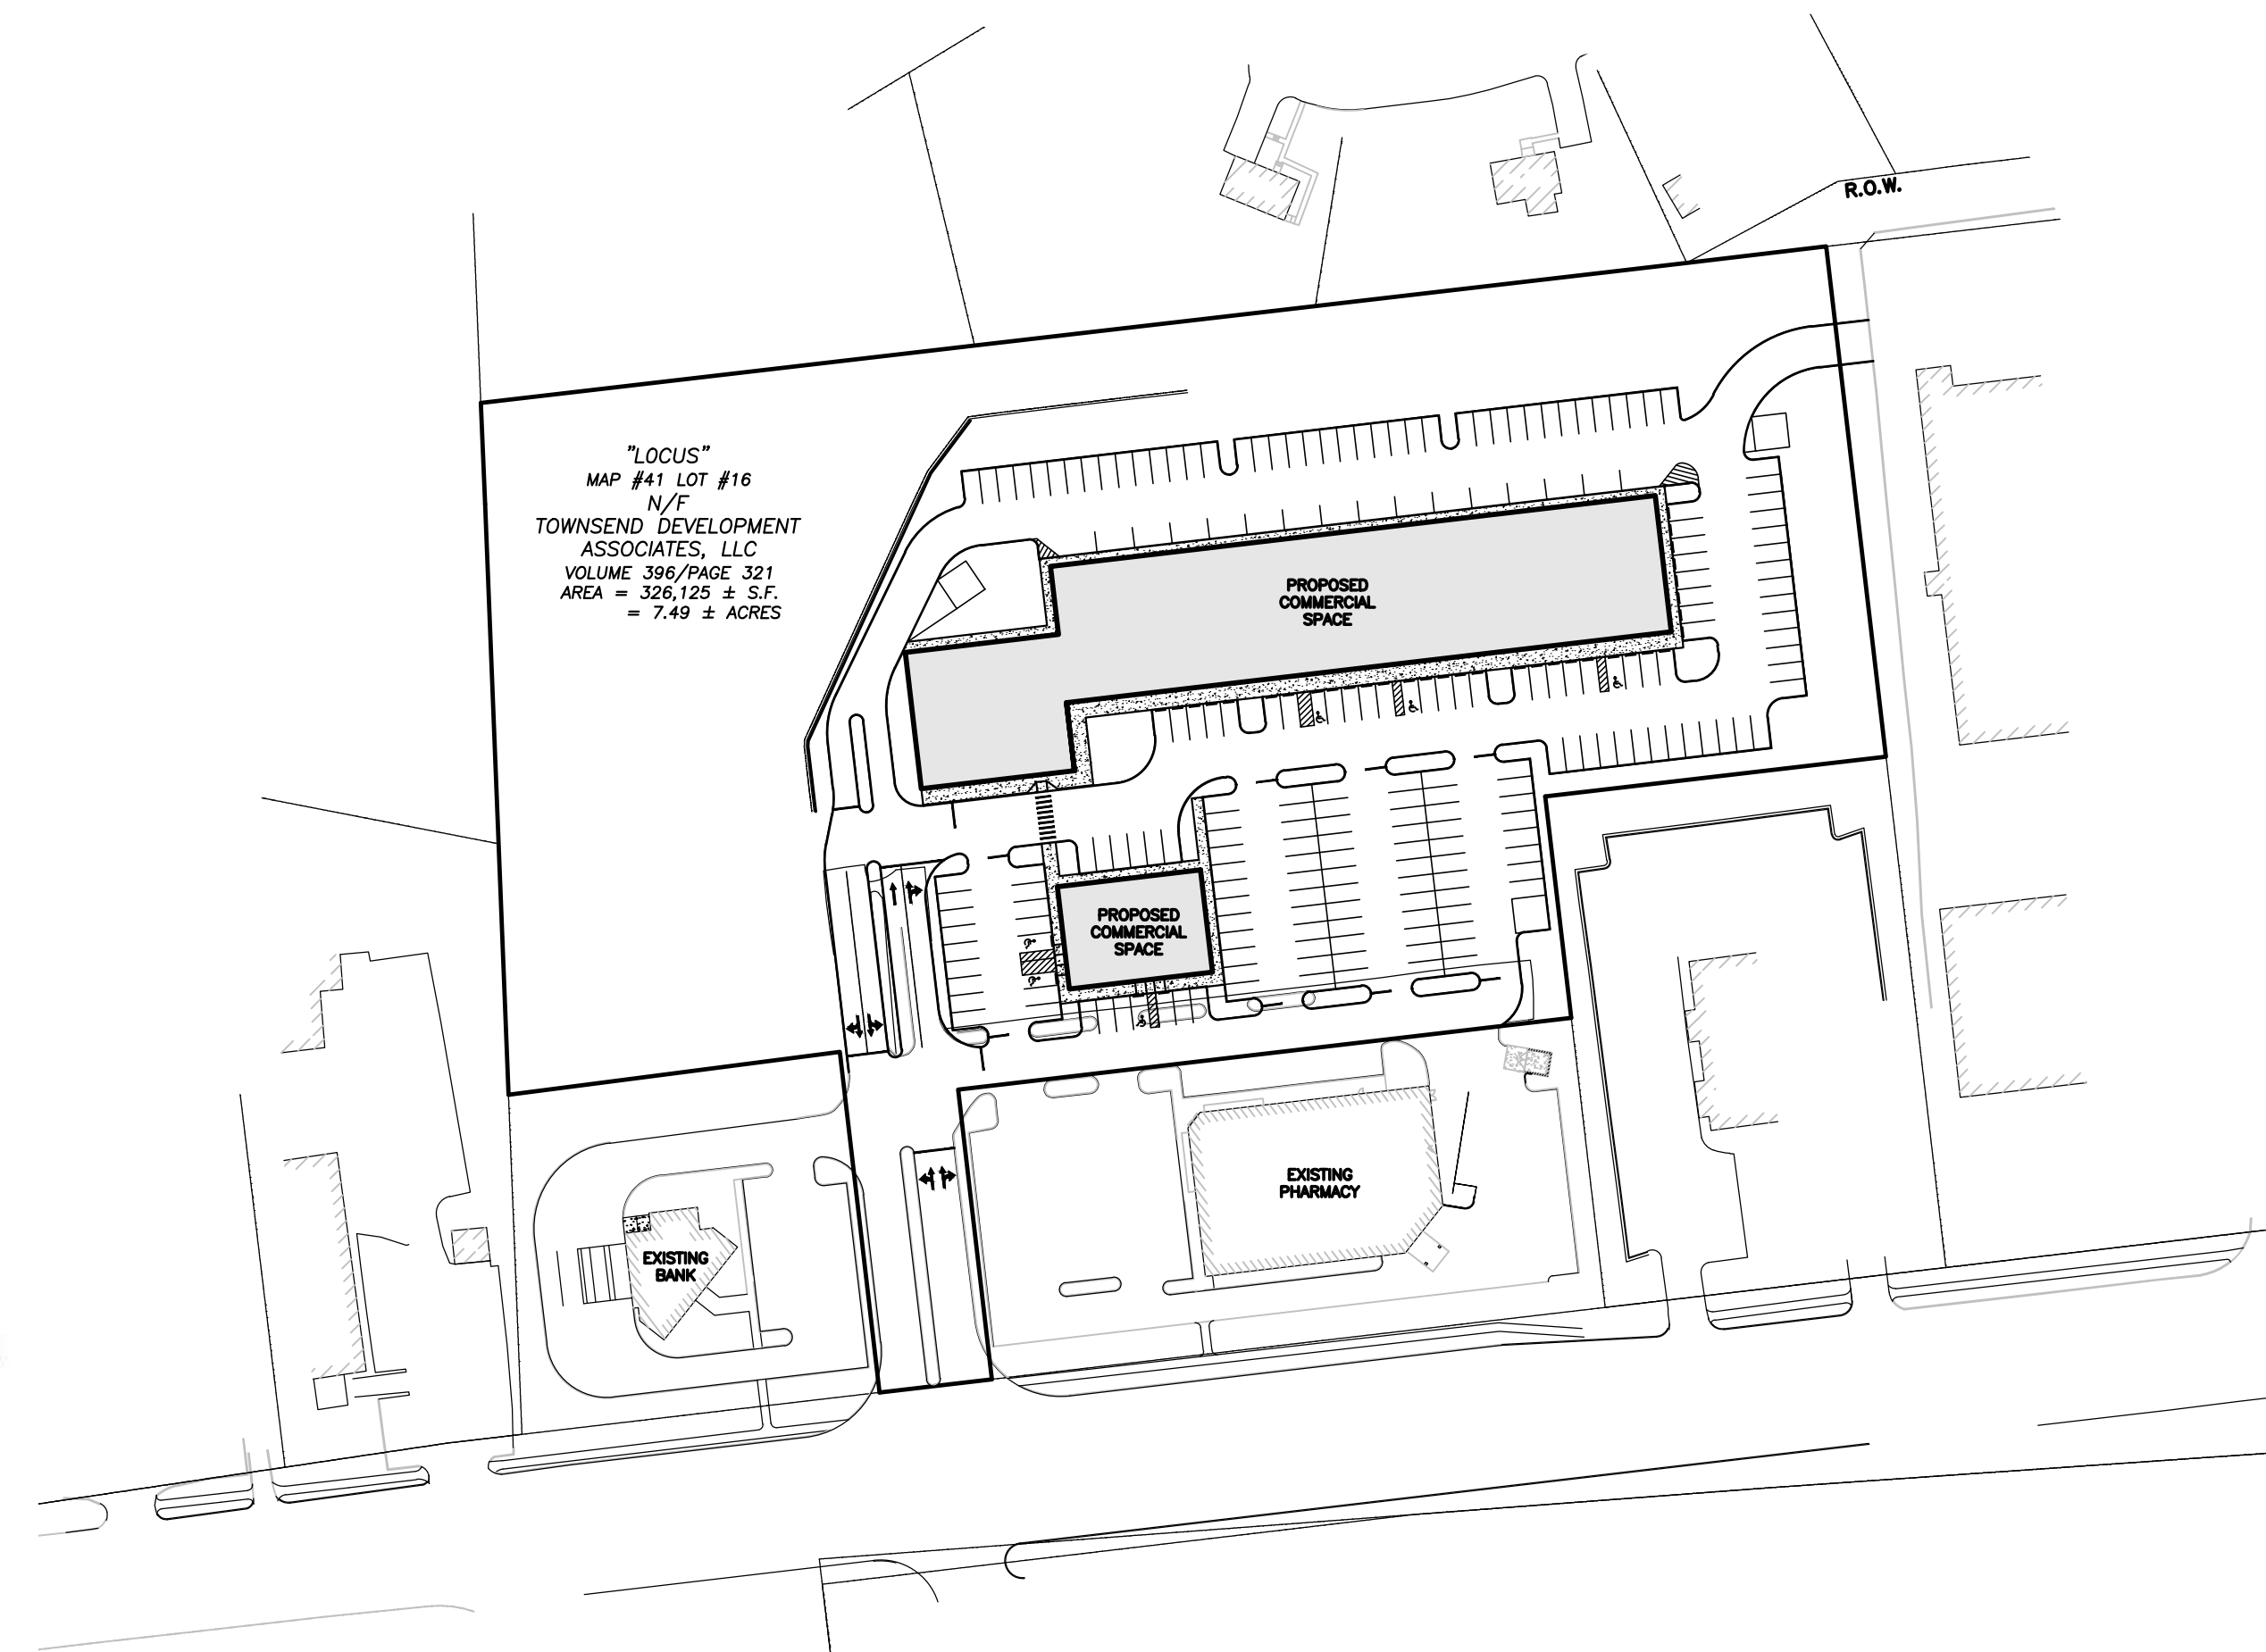 R.O.W.
"LOCUS"
MAP #41 LOT #16
N/F
TOWNSEND DEVELOPMENT
ASSOCIATES, LLC
VOLUME 396/PAGE 321
AREA = 326,125 ± S.F.
= 7.49 ± ACRES
PROPOSED
COMMERCIAL
SPACE
PROPOSED
COMMERCIAL
SPACE
EXISTING
PHARMACY
EXISTING
BANK